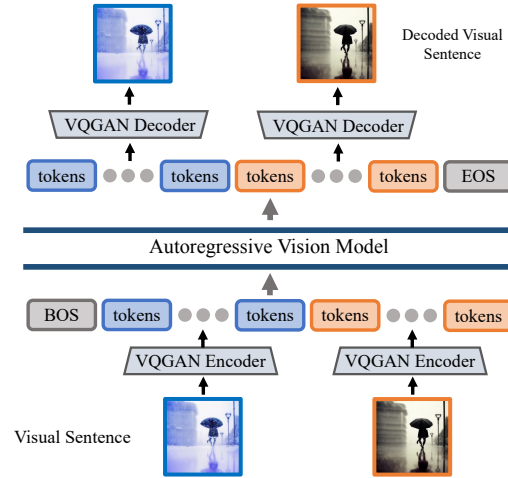 Decoded Visual
Sentence
VQGAN Decoder
VQGAN Decoder
tokens
tokens
tokens
tokens
EOS
Autoregressive Vision Model
BOS
tokens
tokens
tokens
tokens
VQGAN Encoder
VQGAN Encoder
Visual Sentence